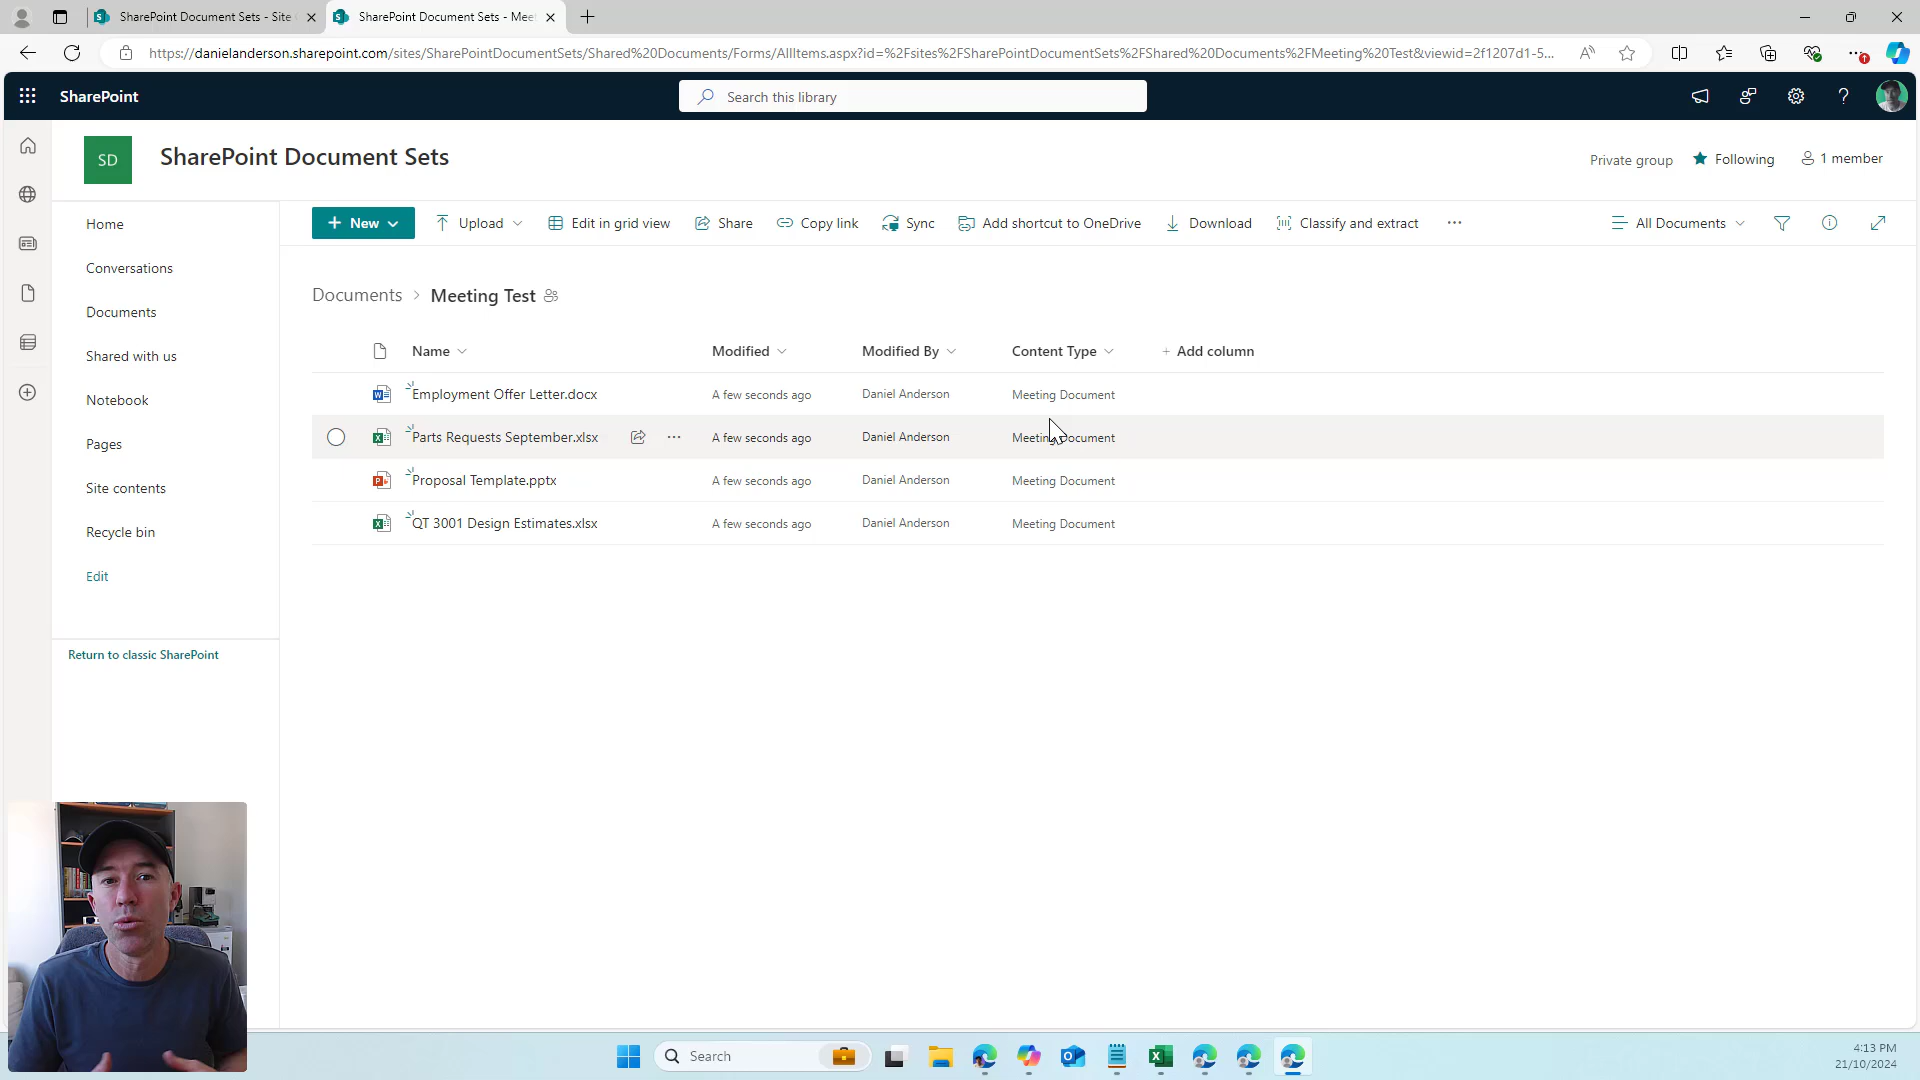 SharePoint Document Sets - Site
SharePoint Document Sets - Mee
https://danielanderson.sharepoint.com/sites/SharePointDocumentSets/Shared%20Documents/Forms/AllItems.aspx?id=%2Fsites%2FSharePointDocumentSets%2FShared%20Documents%2FMeeting%20Test&viewid=2f1207d1-5...
SharePoint
Search this library
SD
SharePoint Document Sets
Private group
Following
1 member
Home
Conversations
Documents
Shared with us
Notebook
Pages
Site contents
Recycle bin
Edit
Return to classic SharePoint
+ New
Upload
Edit in grid view
Share
Copy link
Sync
Add shortcut to OneDrive
Download
Classify and extract
...
All Documents
Documents > Meeting Test
Name Modified Modified By Content Type + Add column
Employment Offer Letter.docx A few seconds ago Daniel Anderson Meeting Document
Parts Requests September.xlsx A few seconds ago Daniel Anderson Meeting Document
Proposal Template.pptx A few seconds ago Daniel Anderson Meeting Document
QT 3001 Design Estimates.xlsx A few seconds ago Daniel Anderson Meeting Document
Search
4:13 PM
21/10/2024